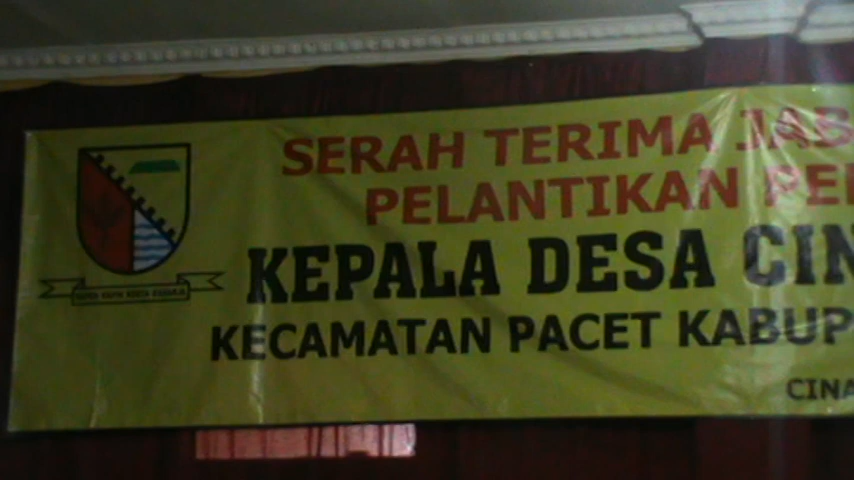 SERAH TERIMA JAB
PELANTIKAN PE
KEPALA DESA CIN
KECAMATAN PACET KABUP
CINA